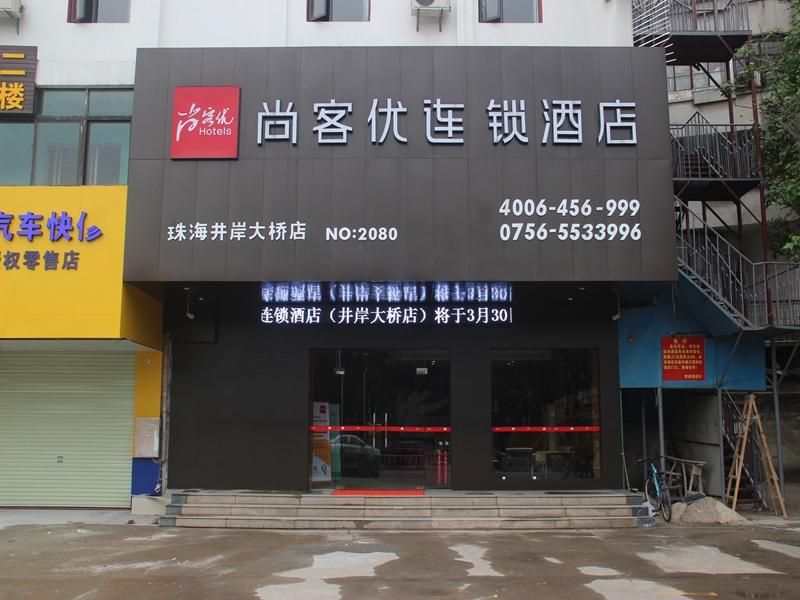 二
楼
尚客优
Hotels
尚客优连锁酒店
4006-456-999
珠海井岸大桥店 NO:2080
0756-5533996
汽车快修
权零售店
连锁酒店（井岸大桥店）将于3月30